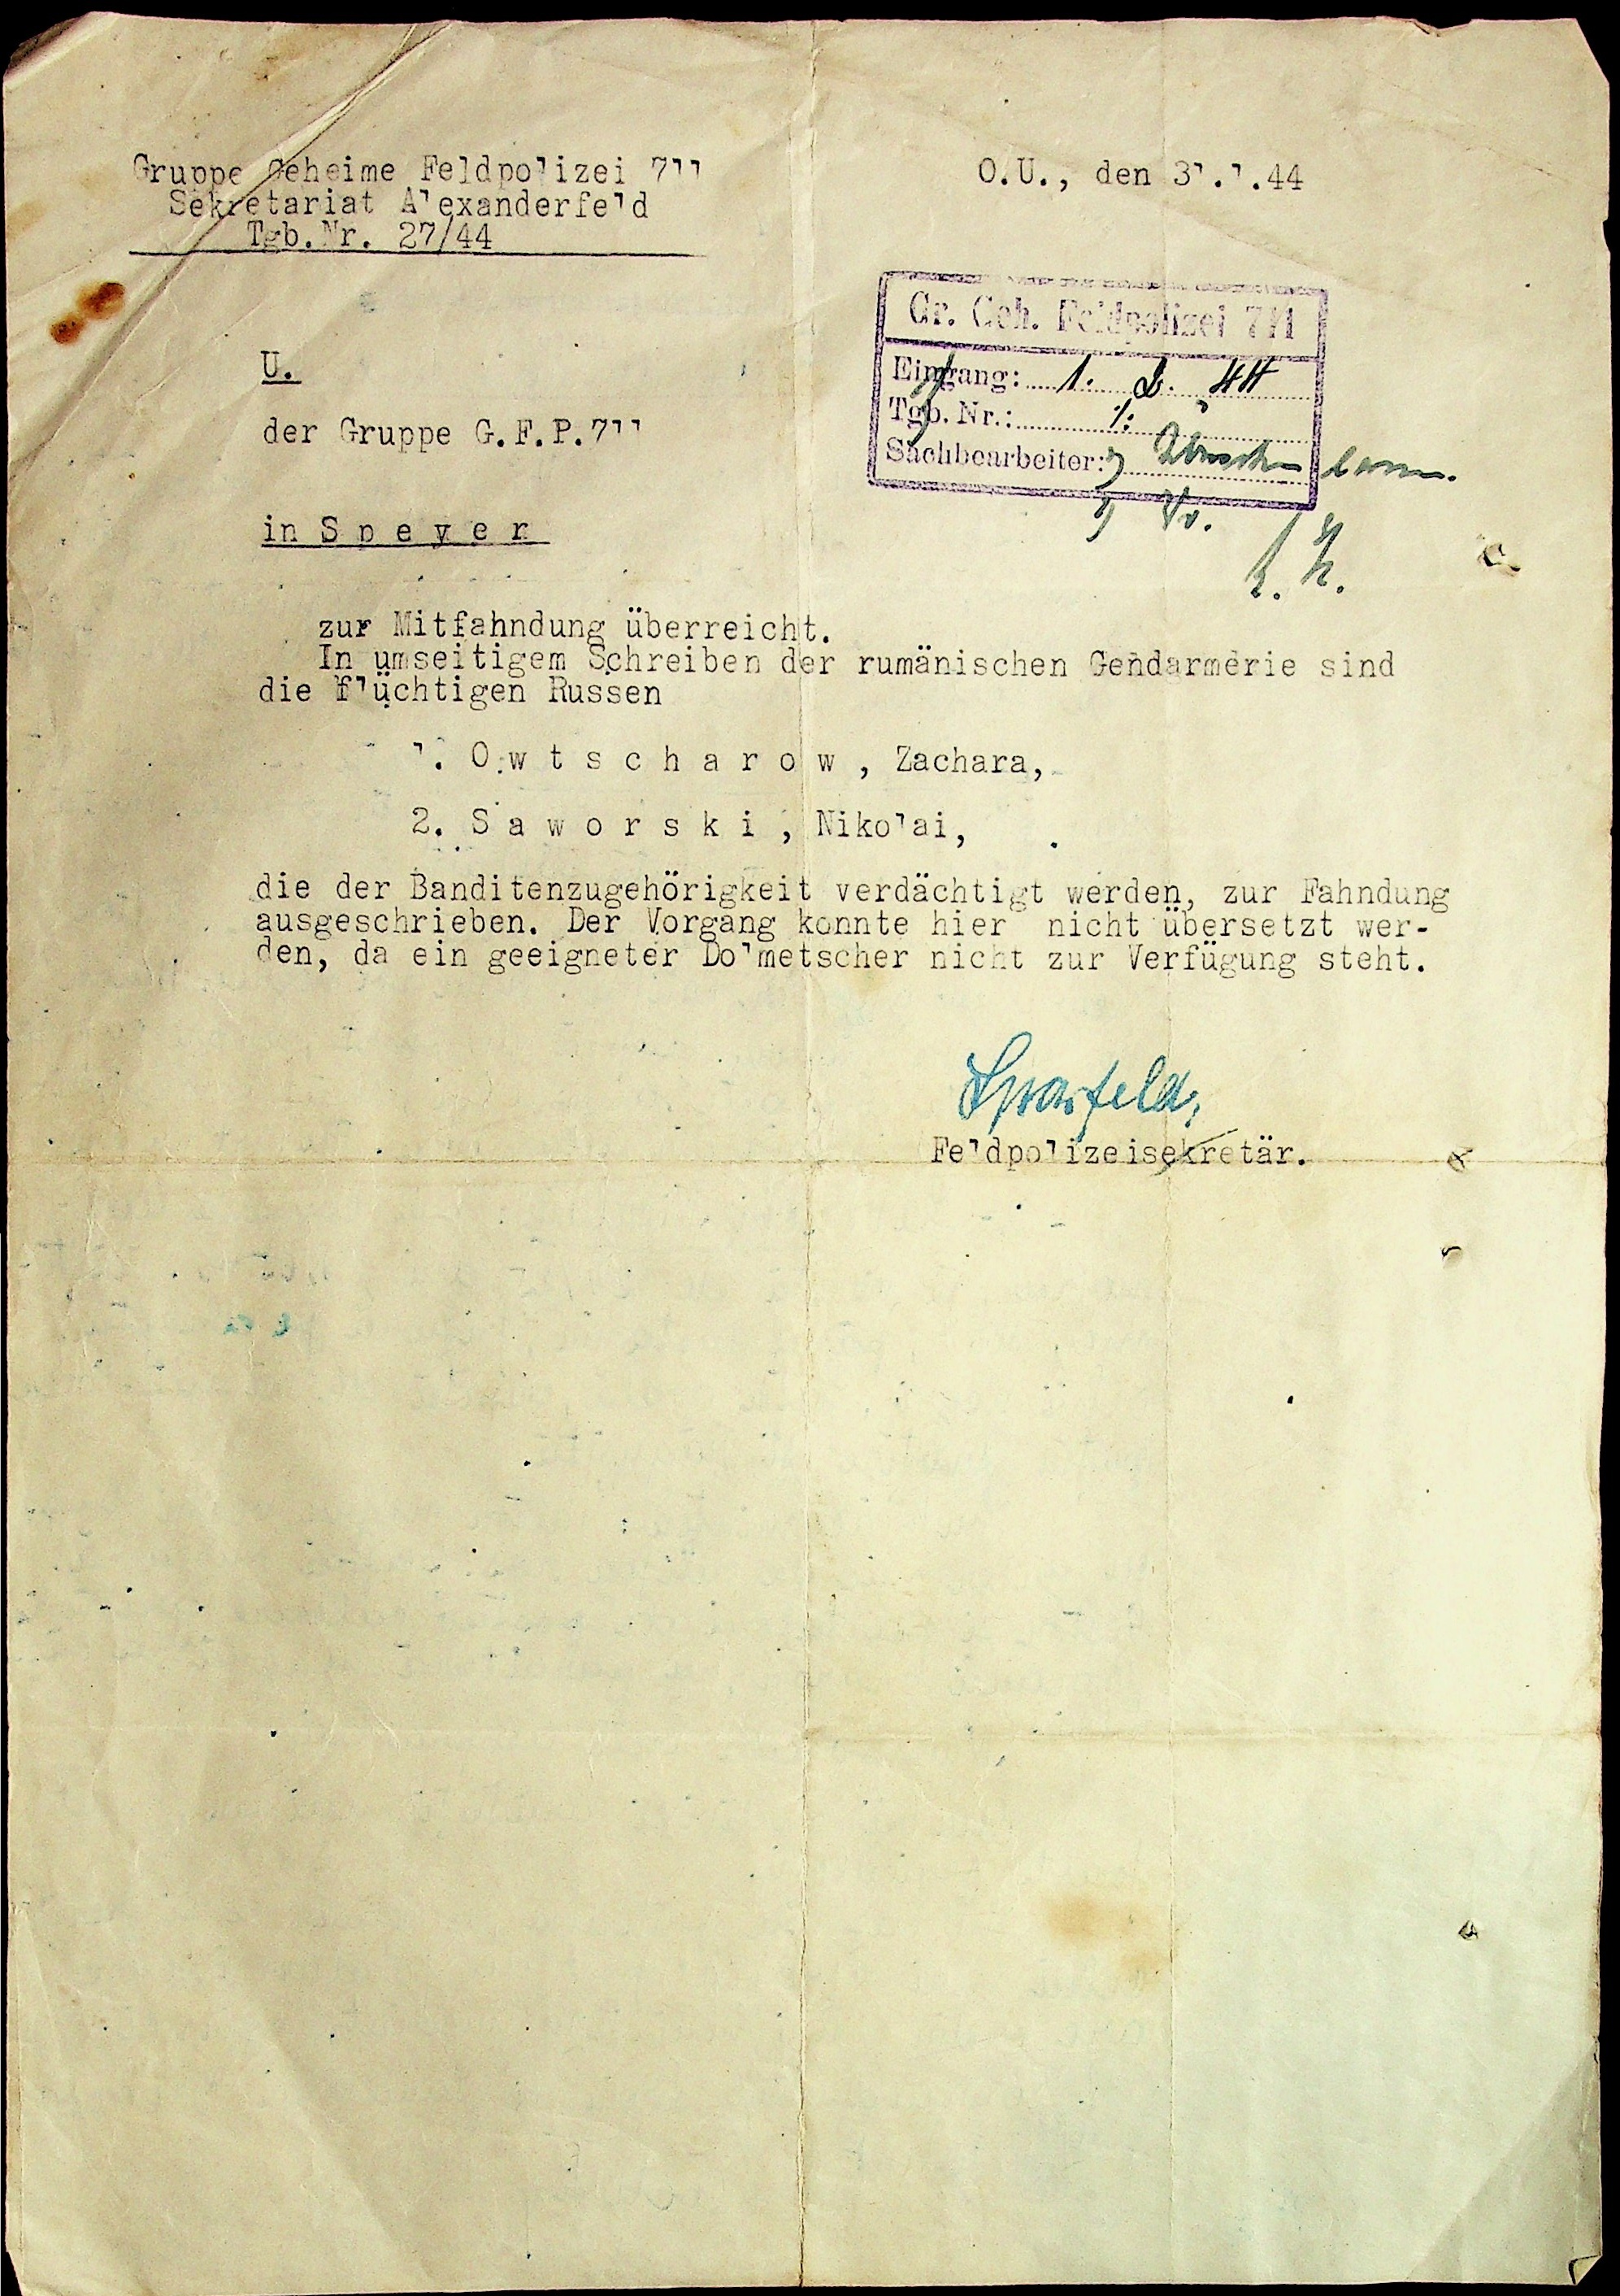 Gruppe Geheime Feldpolizei 711
Sekretariat Alexanderfeld
Tgb.Nr. 27/44
O.U., den 31.1.44
Gr. Geh. Feldpolizei 711
Eingang: 1. 2. 44
Tgb. Nr.:
Sachbearbeiter:
U.
der Gruppe G.F.P.711
in S p e y e r
zur Mitfahndung überreicht.
In umseitigem Schreiben der rumänischen Gendarmerie sind
die flüchtigen Russen
1. O w t s c h a r o w , Zachara,
2. S a w o r s k i , Nikolai,
die der Banditenzugehörigkeit verdächtigt werden, zur Fahndung
ausgeschrieben. Der Vorgang konnte hier nicht übersetzt wer-
den, da ein geeigneter Dolmetscher nicht zur Verfügung steht.
Feldpolizeisekretär.